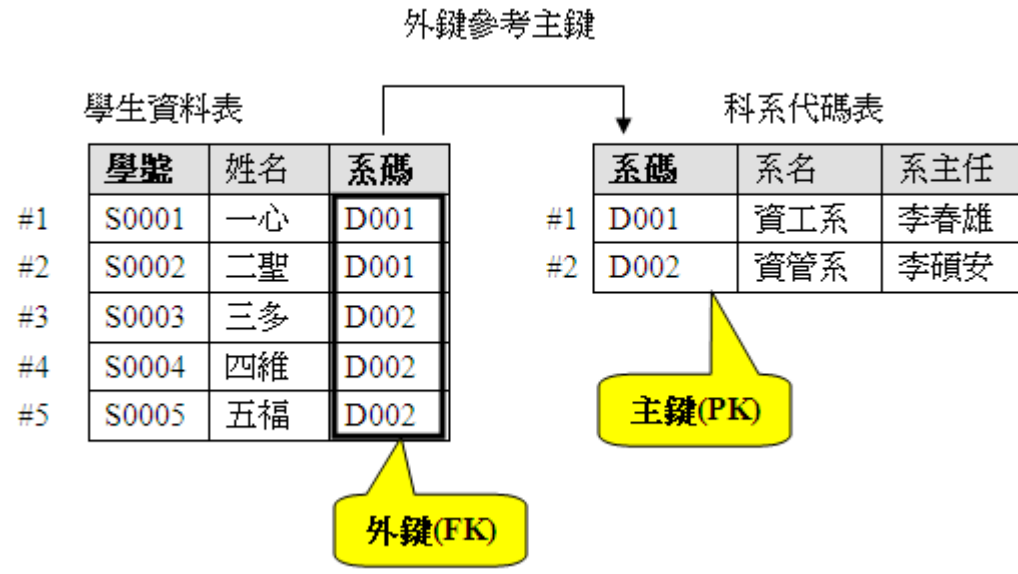 外鍵參考主鍵
學生資料表
學號 姓名 系碼
#1 S0001 一心 D001
#2 S0002 二聖 D001
#3 S0003 三多 D002
#4 S0004 四維 D002
#5 S0005 五福 D002
外鍵(FK)
科系代碼表
系碼 系名 系主任
#1 D001 資工系 李春雄
#2 D002 資管系 李碩安
主鍵(PK)